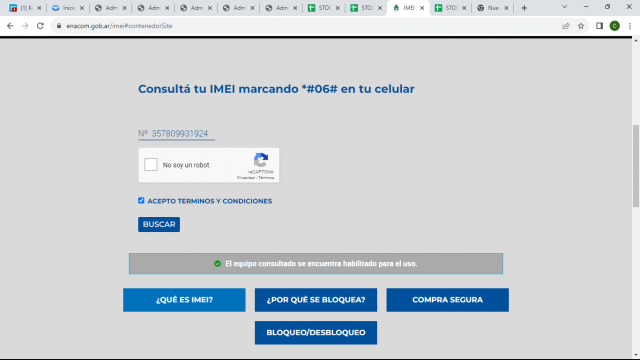 (1) K
Inicio
Adm
Adm
Adm
Adm
Adm
STO
STO
IMEI
STO
Nue
enacom.gob.ar/imei#contenedorSite
C
Consultá tu IMEI marcando *#06# en tu celular
Nº 357809931924
No soy un robot
reCAPTCHA
Privacidad - Términos
ACEPTO TERMINOS Y CONDICIONES
BUSCAR
El equipo consultado se encuentra habilitado para el uso.
¿QUÉ ES IMEI?
¿POR QUÉ SE BLOQUEA?
COMPRA SEGURA
BLOQUEO/DESBLOQUEO